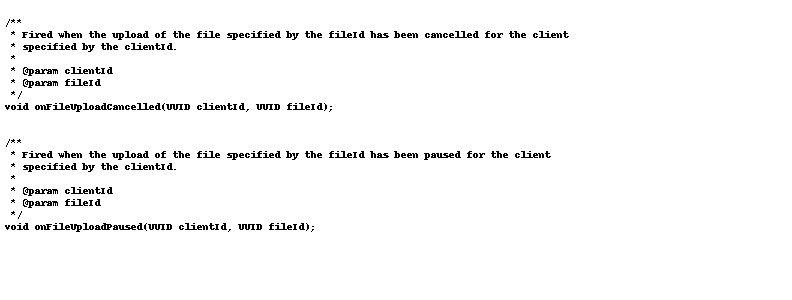 /**
 * Fired when the upload of the file specified by the fileId has been cancelled for the client
 * specified by the clientId.
 *
 * @param clientId
 * @param fileId
 */
void onFileUploadCancelled(UUID clientId, UUID fileId);
/**
 * Fired when the upload of the file specified by the fileId has been paused for the client
 * specified by the clientId.
 *
 * @param clientId
 * @param fileId
 */
void onFileUploadPaused(UUID clientId, UUID fileId);